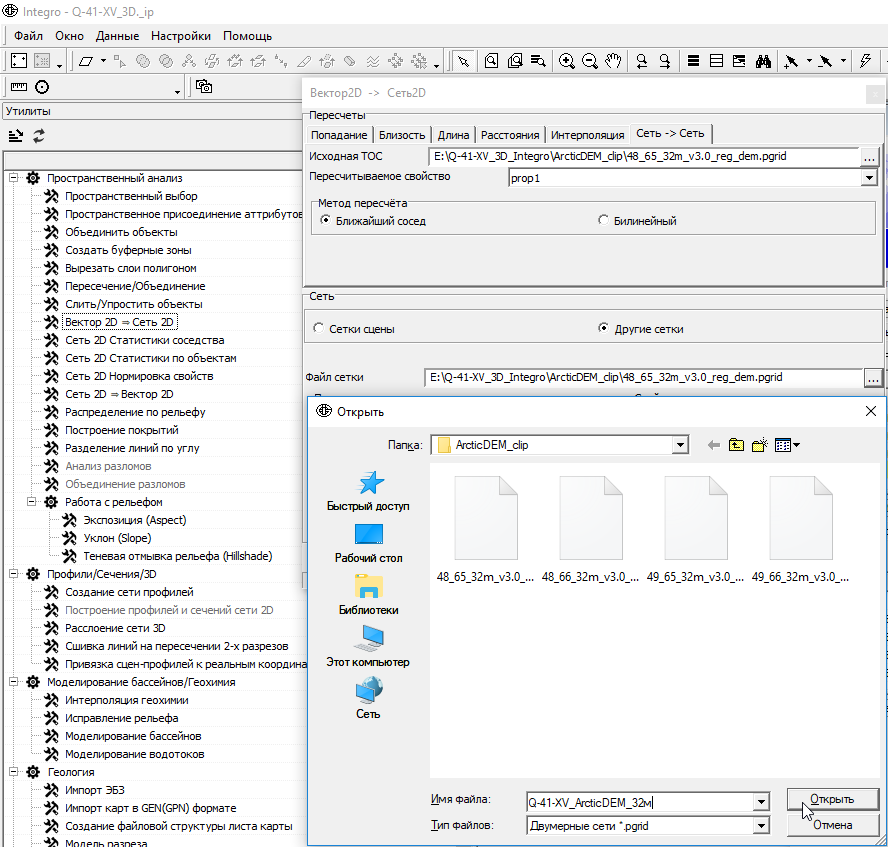 Integro - Q-41-XV_3D._ip
Файл Окно Данные Настройки Помощь
Утилиты
Пространственный анализ
Пространственный выбор
Пространственное присоединение аттрибутов
Объединить объекты
Создать буферные зоны
Вырезать слои полигоном
Пересечение/Объединение
Слить/Упростить объекты
Вектор 2D ⇒ Сеть 2D
Сеть 2D Статистики соседства
Сеть 2D Статистики по объектам
Сеть 2D Нормировка свойств
Сеть 2D ⇒ Вектор 2D
Распределение по рельефу
Построение покрытий
Разделение линий по углу
Анализ разломов
Объединение разломов
Работа с рельефом
Экспозиция (Aspect)
Уклон (Slope)
Теневая отмывка рельефа (Hillshade)
Профили/Сечения/3D
Создание сети профилей
Построение профилей и сечений сети 2D
Расслоение сети 3D
Сшивка линий на пересечении 2-х разрезов
Привязка сцен-профилей к реальным координа
Моделирование бассейнов/Геохимия
Интерполяция геохимии
Исправление рельефа
Моделирование бассейнов
Моделирование водотоков
Геология
Импорт ЭБЗ
Импорт карт в GEN(GPN) формате
Создание файловой структуры листа карты
Модель разреза
Вектор2D -> Сеть2D
Пересчеты
Попадание Близость Длина Расстояния Интерполяция Сеть -> Сеть
Исходная ТОС E:\Q-41-XV_3D_Integro\ArcticDEM_clip\48_65_32m_v3.0_reg_dem.pgrid ...
Пересчитываемое свойство prop1
Метод пересчёта
Ближайший сосед Билинейный
Сеть
Сетки сцены Другие сетки
Файл сетки E:\Q-41-XV_3D_Integro\ArcticDEM_clip\48_65_32m_v3.0_reg_dem.pgrid ...
Открыть
Папка: ArcticDEM_clip
Быстрый доступ
Рабочий стол
Библиотеки
Этот компьютер
Сеть
48_65_32m_v3.0_... 48_66_32m_v3.0_... 49_65_32m_v3.0_... 49_66_32m_v3.0_...
Имя файла: Q-41-XV_ArcticDEM_32м Открыть
Тип файлов: Двумерные сети *.pgrid Отмена